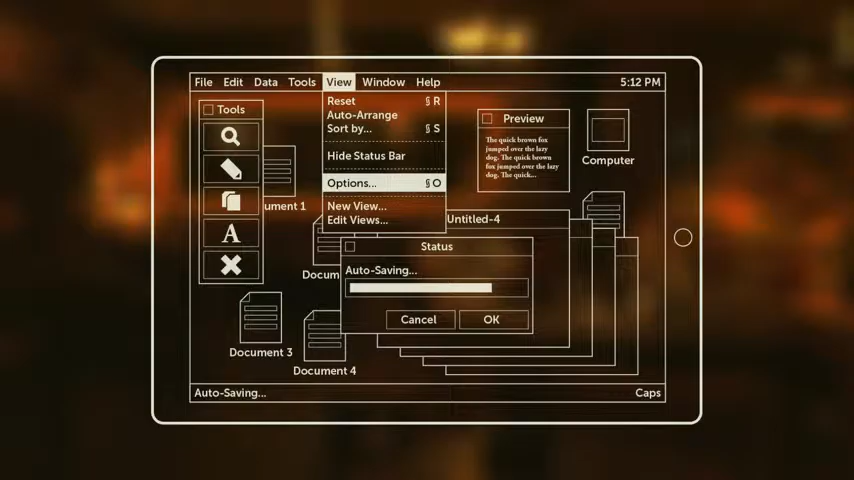 File Edit Data Tools View Window Help 5:12 PM
Tools
Reset § R
Auto-Arrange
Sort by... § S
Hide Status Bar
Options... § O
New View...
Edit Views...
Preview
The quick brown fox
jumped over the lazy
dog. The quick brown
fox jumped over the lazy
dog. The quick...
Computer
A
ument 1
Untitled-4
Docum
Status
Auto-Saving...
Cancel OK
Document 3
Document 4
Auto-Saving... Caps